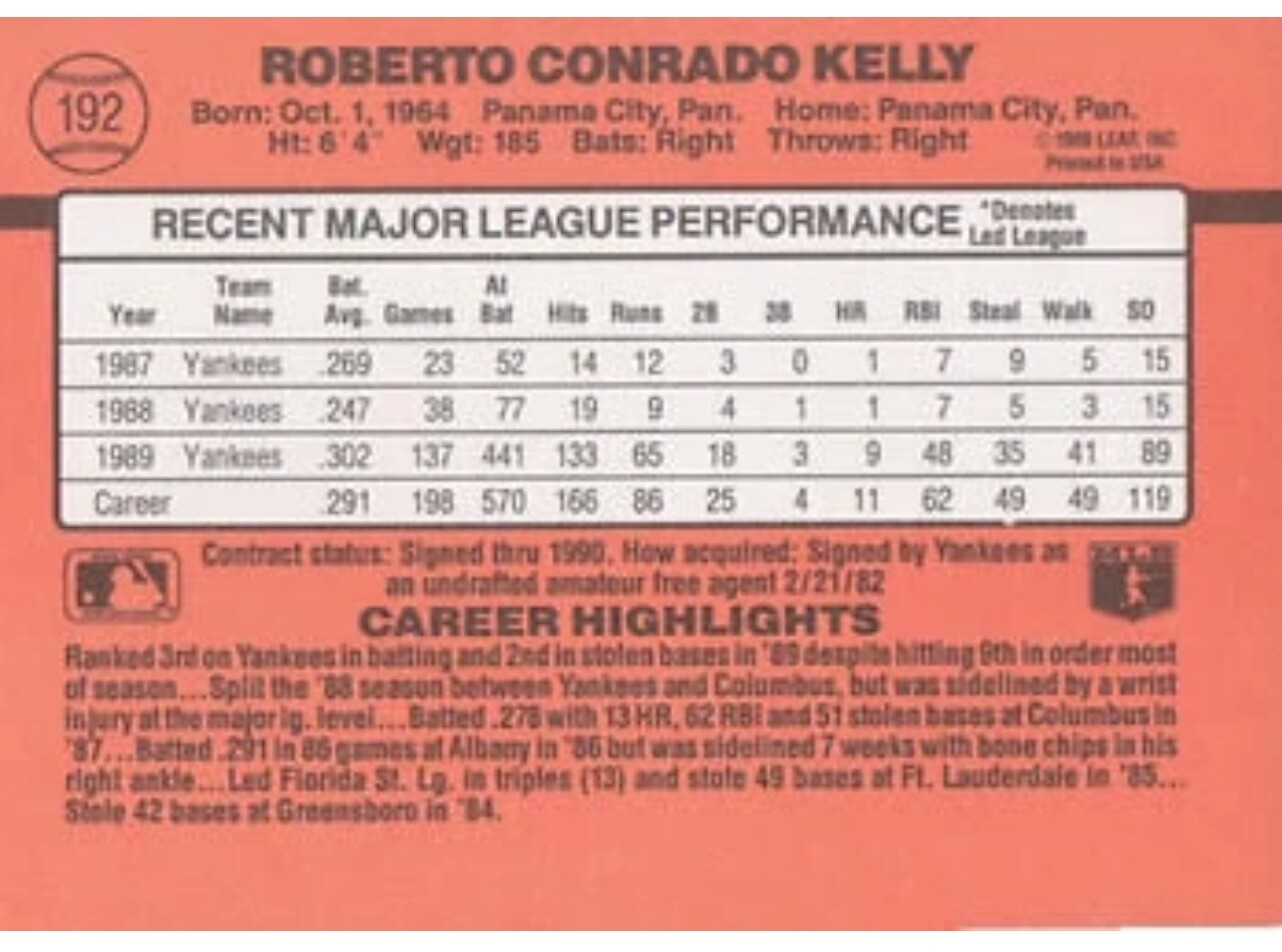 192
ROBERTO CONRADO KELLY
Born: Oct. 1, 1964 Panama City, Pan. Home: Panama City, Pan.
Ht: 6' 4" Wgt: 185 Bats: Right Throws: Right
© 1989 LEAF, INC.
Printed in USA
RECENT MAJOR LEAGUE PERFORMANCE *Denotes Led League
Year Team Name Bat. Avg. Games At Bat Hits Runs 2B 3B HR RBI Steal Walk SO
1987 Yankees .269 23 52 14 12 3 0 1 7 9 5 15
1988 Yankees .247 38 77 19 9 4 1 1 7 5 3 15
1989 Yankees .302 137 441 133 65 18 3 9 48 35 41 89
Career .291 198 570 166 86 25 4 11 62 49 49 119
Contract status: Signed thru 1990. How acquired: Signed by Yankees as
an undrafted amateur free agent 2/21/82
CAREER HIGHLIGHTS
Ranked 3rd on Yankees in batting and 2nd in stolen bases in '89 despite hitting 9th in order most
of season...Split the '88 season between Yankees and Columbus, but was sidelined by a wrist
injury at the major lg. level...Batted .278 with 13 HR, 62 RBI and 51 stolen bases at Columbus in
'87...Batted .291 in 86 games at Albany in '86 but was sidelined 7 weeks with bone chips in his
right ankle...Led Florida St. Lg. in triples (13) and stole 49 bases at Ft. Lauderdale in '85...
Stole 42 bases at Greensboro in '84.